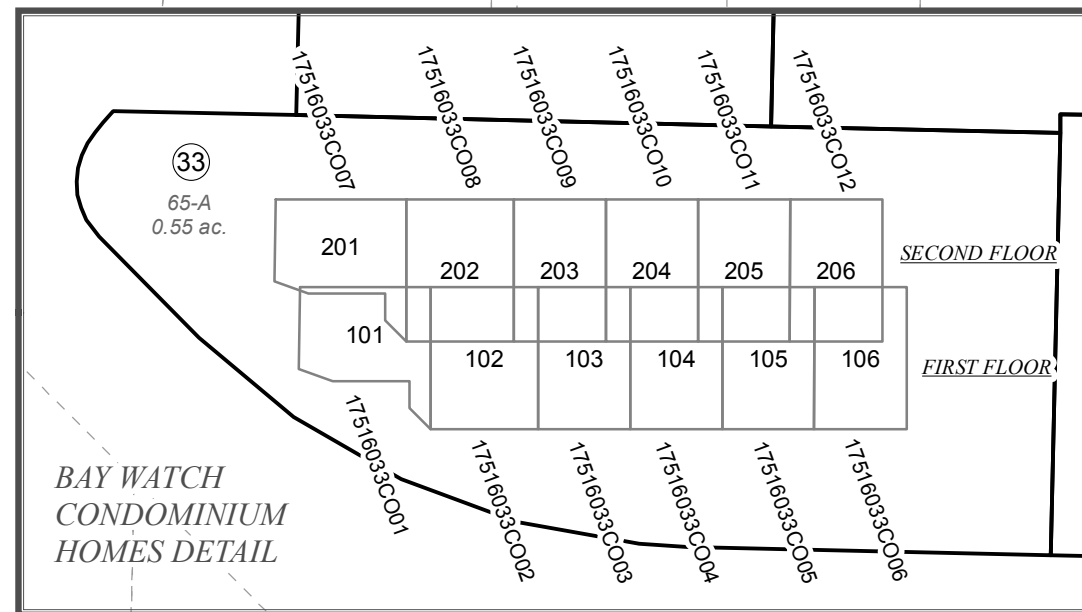 17516033CO07
17516033CO08
17516033CO09
17516033CO10
17516033CO11
17516033CO12
33
65-A
0.55 ac.
201
202
203
204
205
206
SECOND FLOOR
101
102
103
104
105
106
FIRST FLOOR
17516033CO01
17516033CO02
17516033CO03
17516033CO04
17516033CO05
17516033CO06
BAY WATCH
CONDOMINIUM
HOMES DETAIL